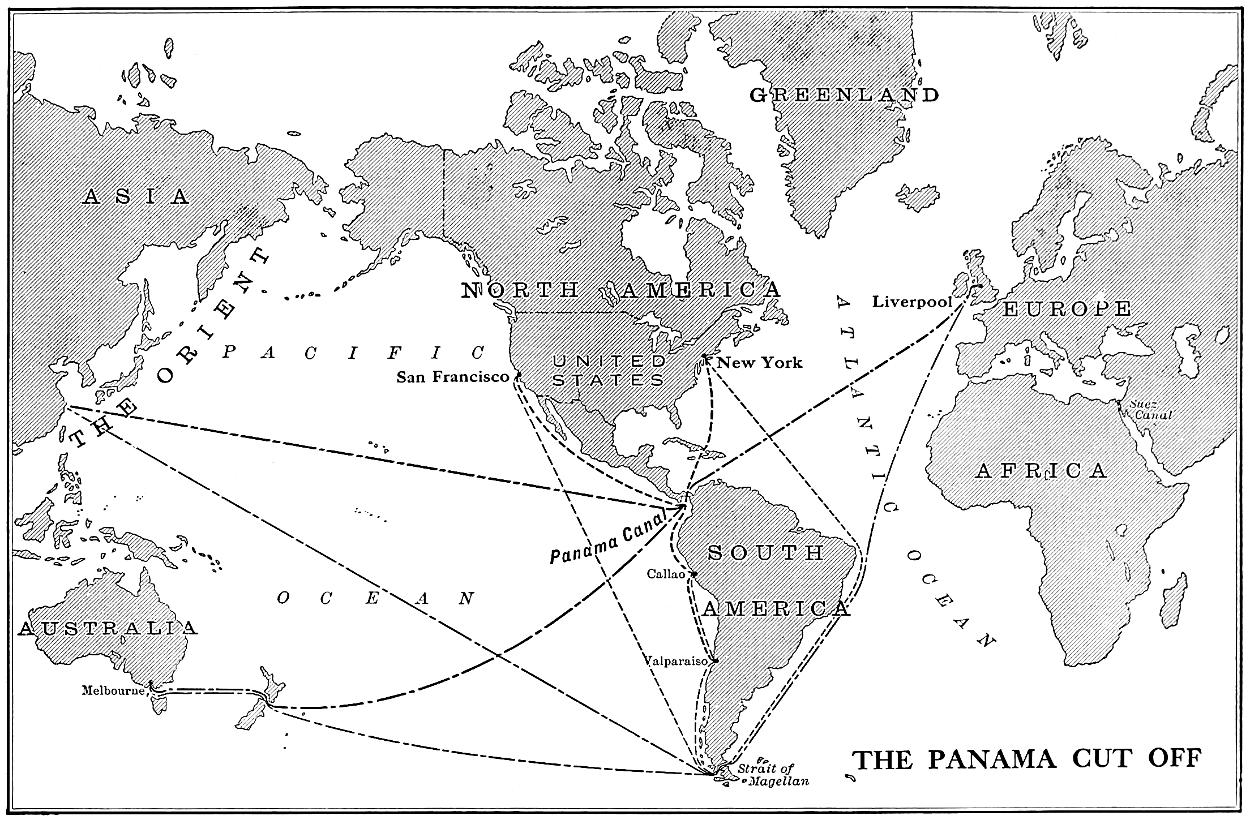 GREENLAND
ASIA
THE ORIENT
NORTH AMERICA
ATLANTIC OCEAN
Liverpool
EUROPE
PACIFIC
UNITED
STATES
New York
San Francisco
Suez
Canal
AFRICA
Panama Canal
SOUTH
AMERICA
Callao
OCEAN
AUSTRALIA
Valparaiso
Melbourne
Strait of
Magellan
THE PANAMA CUT OFF